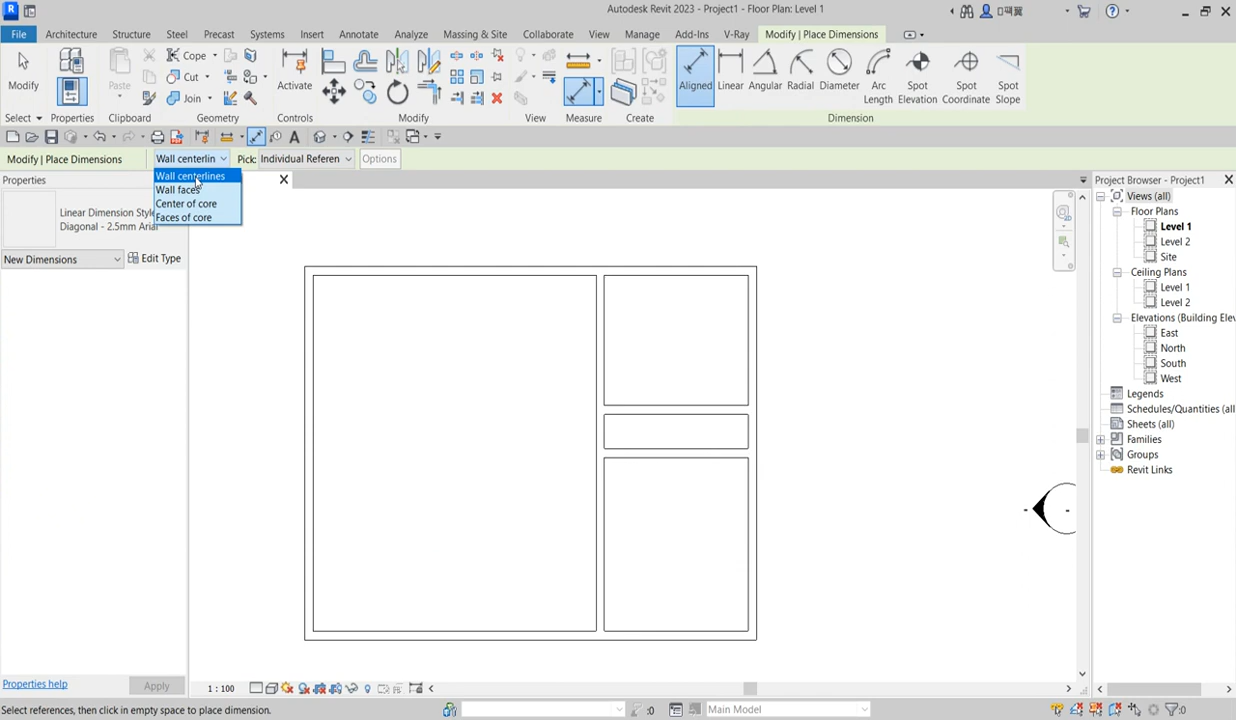 Autodesk Revit 2023 - Project1 - Floor Plan: Level 1
File Architecture Structure Steel Precast Systems Insert Annotate Analyze Massing & Site Collaborate View Manage Add-Ins V-Ray Modify | Place Dimensions
Modify
Select
Properties
Paste
Clipboard
Cope
Cut
Join
Geometry
Activate
Controls
Modify
View
Measure
Create
Aligned
Linear
Angular
Radial
Diameter
Arc
Length
Spot
Elevation
Spot
Coordinate
Spot
Slope
Dimension
Modify | Place Dimensions Wall centerlin Pick: Individual Referen Options
Wall centerlines
Wall faces
Center of core
Faces of core
Properties
Linear Dimension Style
Diagonal - 2.5mm Arial
New Dimensions Edit Type
Properties help Apply
Project Browser - Project1
Views (all)
Floor Plans
Level 1
Level 2
Site
Ceiling Plans
Level 1
Level 2
Elevations (Building Elev
East
North
South
West
Legends
Schedules/Quantities (all
Sheets (all)
Families
Groups
Revit Links
1 : 100
Select references, then click in empty space to place dimension. :0 Main Model :0